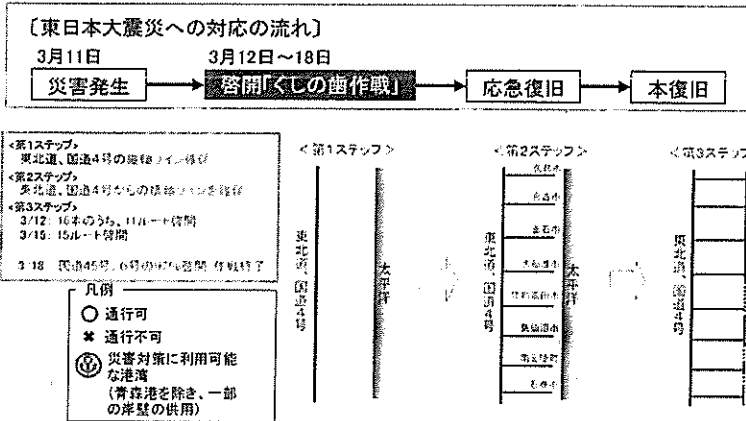 〔東日本大震災への対応の流れ〕
3月11日
3月12日～18日
災害発生
啓開「くしの歯作戦」
応急復旧
本復旧
<第1ステップ>
東北道、国道4号の縦軸ライン確保
<第2ステップ>
東北道、国道4号からの横軸ラインを確保
<第3ステップ>
3/12: 16本のうち、11ルート啓開
3/15: 15ルート啓開
3/18: 国道45号、6号の97%啓開 作戦終了
凡例
通行可
通行不可
災害対策に利用可能
な港湾
(青森港を除き、一部
の岸壁の供用)
<第1ステップ>
東北道、国道4号
太平洋
<第2ステップ>
東北道、国道4号
久慈市
宮古市
釜石市
大船渡市
陸前高田市
気仙沼市
南三陸町
石巻市
太平洋
<第3ステップ>
東北道、国道4号